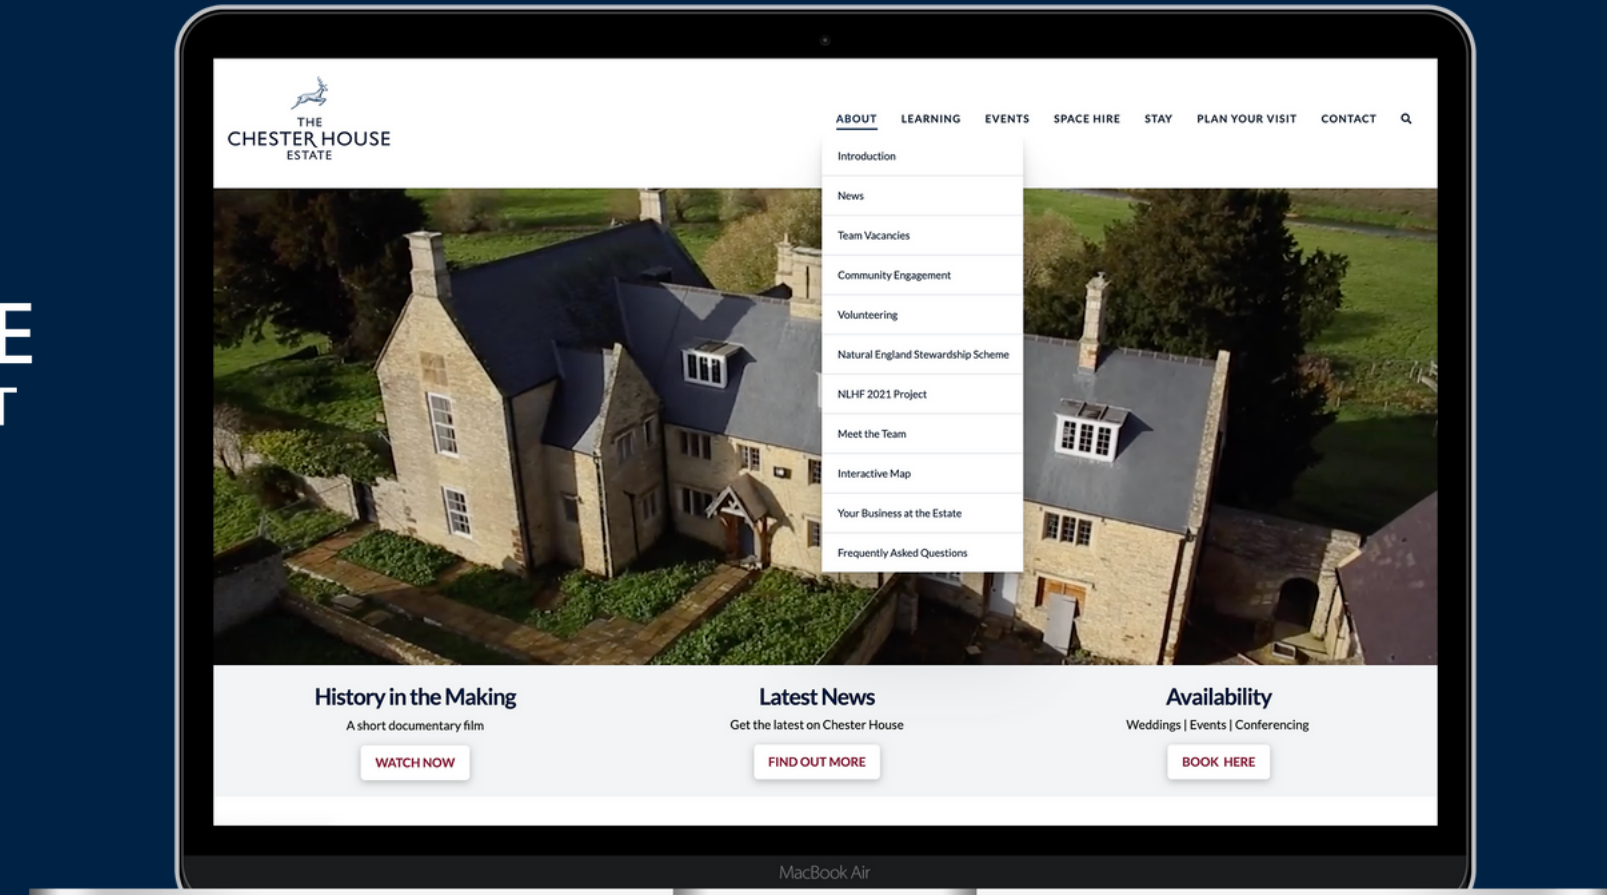 THE
CHESTER HOUSE
ESTATE
ABOUT LEARNING EVENTS SPACE HIRE STAY PLAN YOUR VISIT CONTACT
Introduction
News
Team Vacancies
Community Engagement
Volunteering
Natural England Stewardship Scheme
NLHF 2021 Project
Meet the Team
Interactive Map
Your Business at the Estate
Frequently Asked Questions
E
T
History in the Making
A short documentary film
WATCH NOW
Latest News
Get the latest on Chester House
FIND OUT MORE
Availability
Weddings | Events | Conferencing
BOOK HERE
MacBook Air